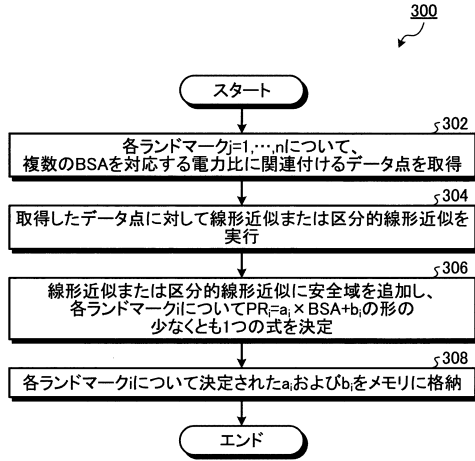 300
スタート
302
各ランドマークj=1,…,nについて、
複数のBSAを対応する電力比に関連付けるデータ点を取得
304
取得したデータ点に対して線形近似または区分的線形近似を
実行
306
線形近似または区分的線形近似に安全域を追加し、
各ランドマークiについてPRi=ai×BSA+biの形の
少なくとも1つの式を決定
308
各ランドマークiについて決定されたaiおよびbiをメモリに格納
エンド